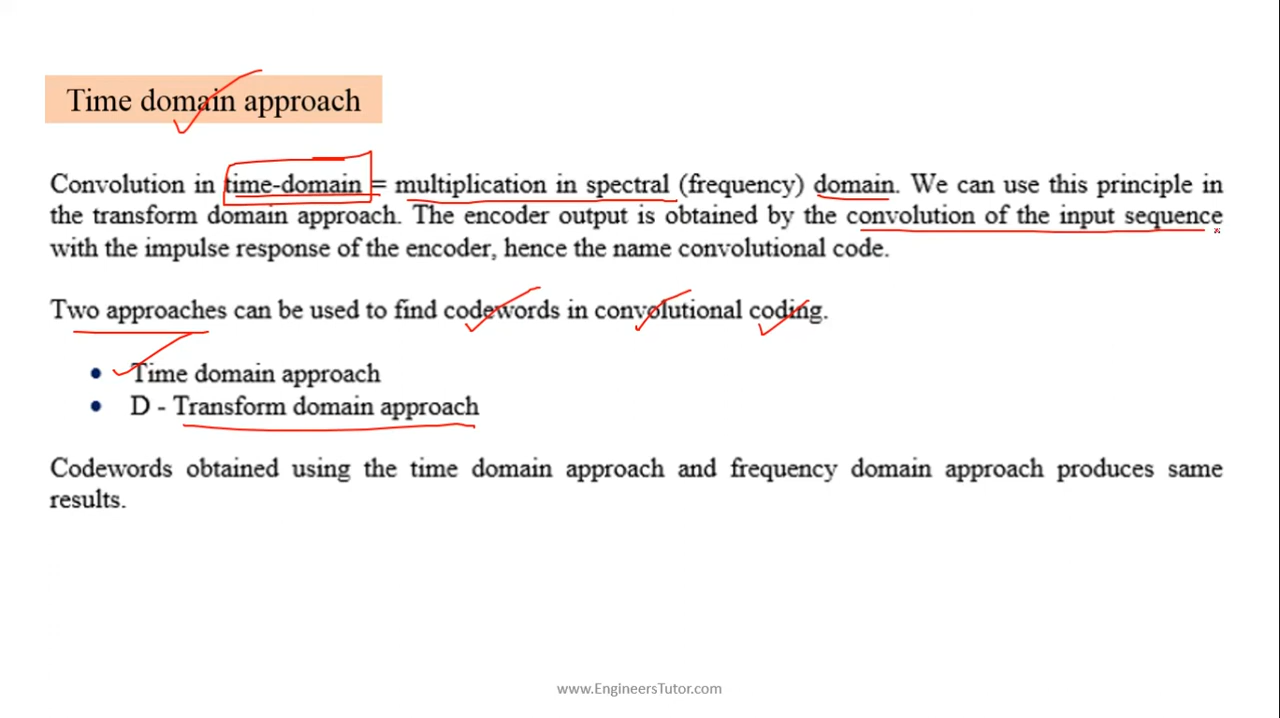 Time domain approach
Convolution in time-domain = multiplication in spectral (frequency) domain. We can use this principle in
the transform domain approach. The encoder output is obtained by the convolution of the input sequence
with the impulse response of the encoder, hence the name convolutional code.
Two approaches can be used to find codewords in convolutional coding.
• Time domain approach
• D - Transform domain approach
Codewords obtained using the time domain approach and frequency domain approach produces same
results.
www.EngineersTutor.com